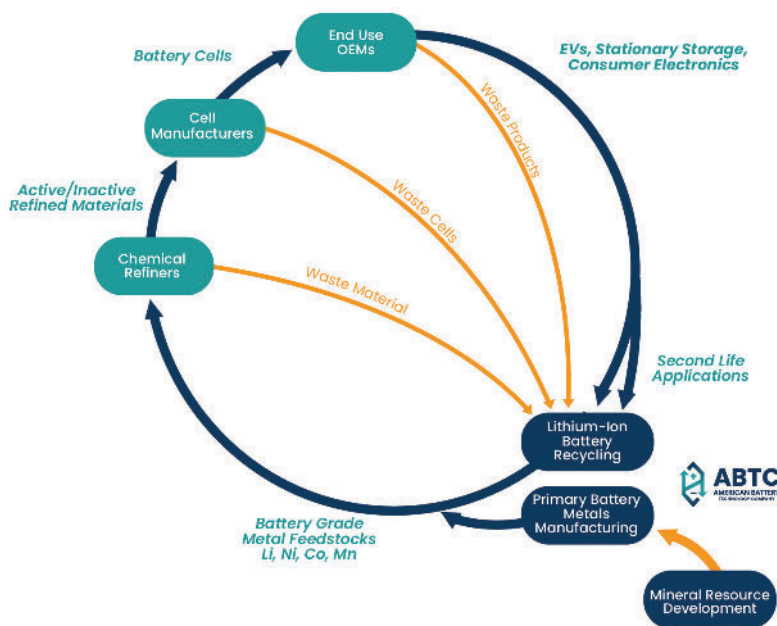 End Use
OEMs
Battery Cells
EVs, Stationary Storage,
Consumer Electronics
Cell
Manufacturers
Waste Products
Active/Inactive
Refined Materials
Waste Cells
Chemical
Refiners
Waste Material
Second Life
Applications
Lithium-Ion
Battery
Recycling
ABTC
AMERICAN BATTERY
TECHNOLOGY COMPANY
Primary Battery
Metals
Manufacturing
Battery Grade
Metal Feedstocks
Li, Ni, Co, Mn
Mineral Resource
Development